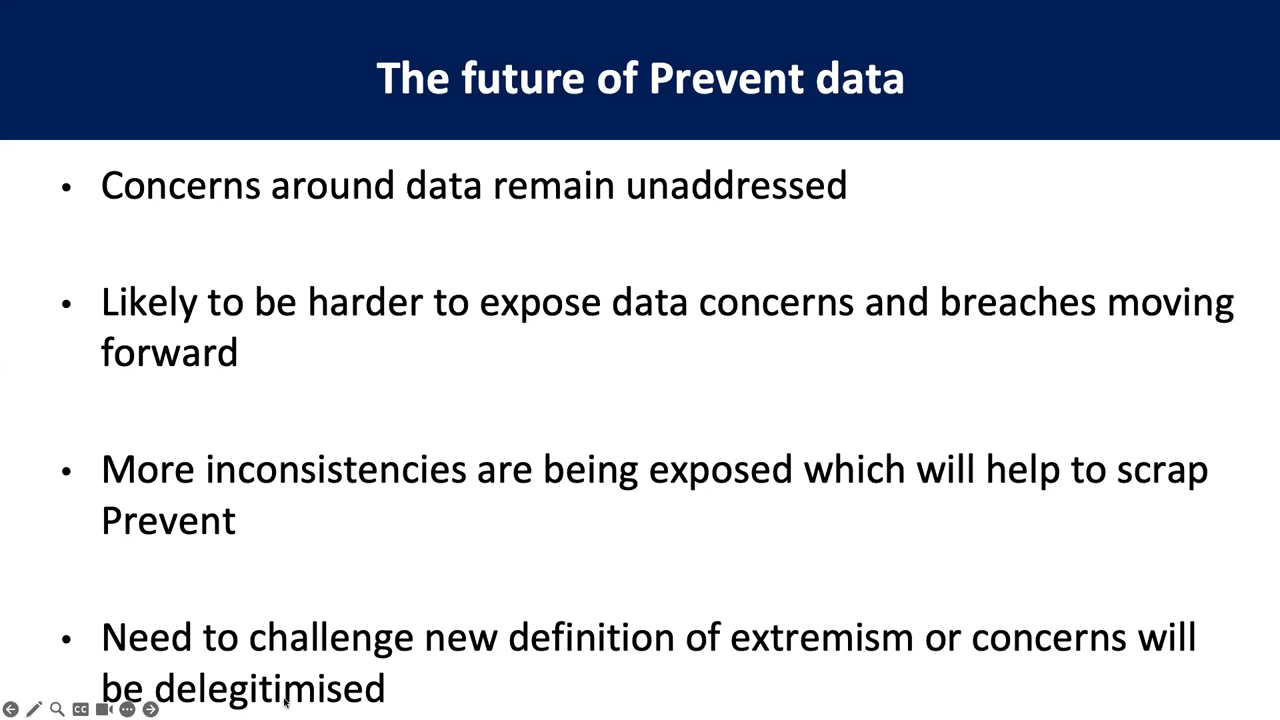 The future of Prevent data
• Concerns around data remain unaddressed
• Likely to be harder to expose data concerns and breaches moving
forward
• More inconsistencies are being exposed which will help to scrap
Prevent
• Need to challenge new definition of extremism or concerns will
be delegitimised
CC